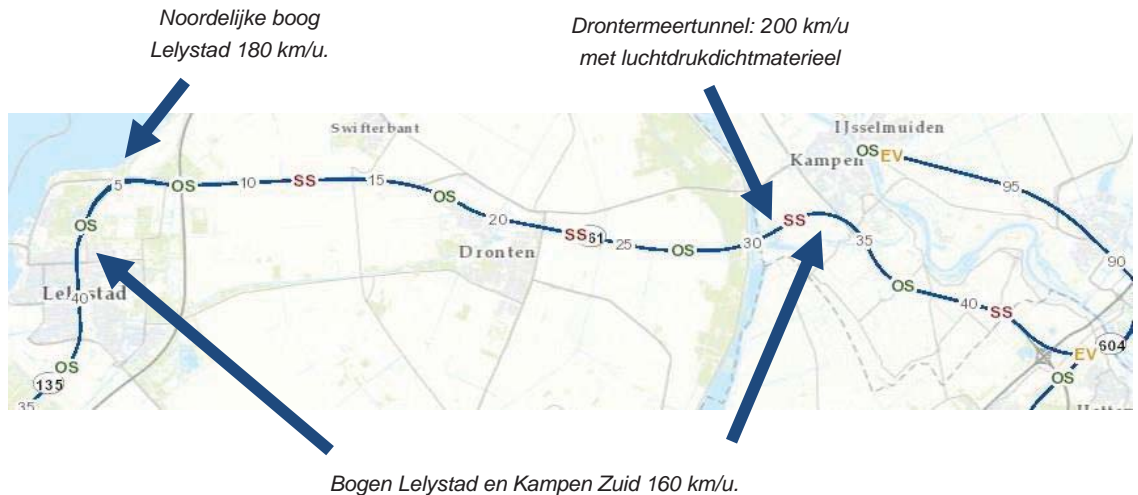 Noordelijke boog
Lelystad 180 km/u.
Drontermeertunnel: 200 km/u
met luchtdrukdichtmaterieel
Swifterbant
IJsselmuiden
Kampen
OS
EV
5
OS
10
SS
15
OS
95
OS
20
SS
61
25
OS
30
SS
35
90
Dronten
Lelystad
40
OS
40
SS
OS
135
35
604
EV
OS
Bogen Lelystad en Kampen Zuid 160 km/u.